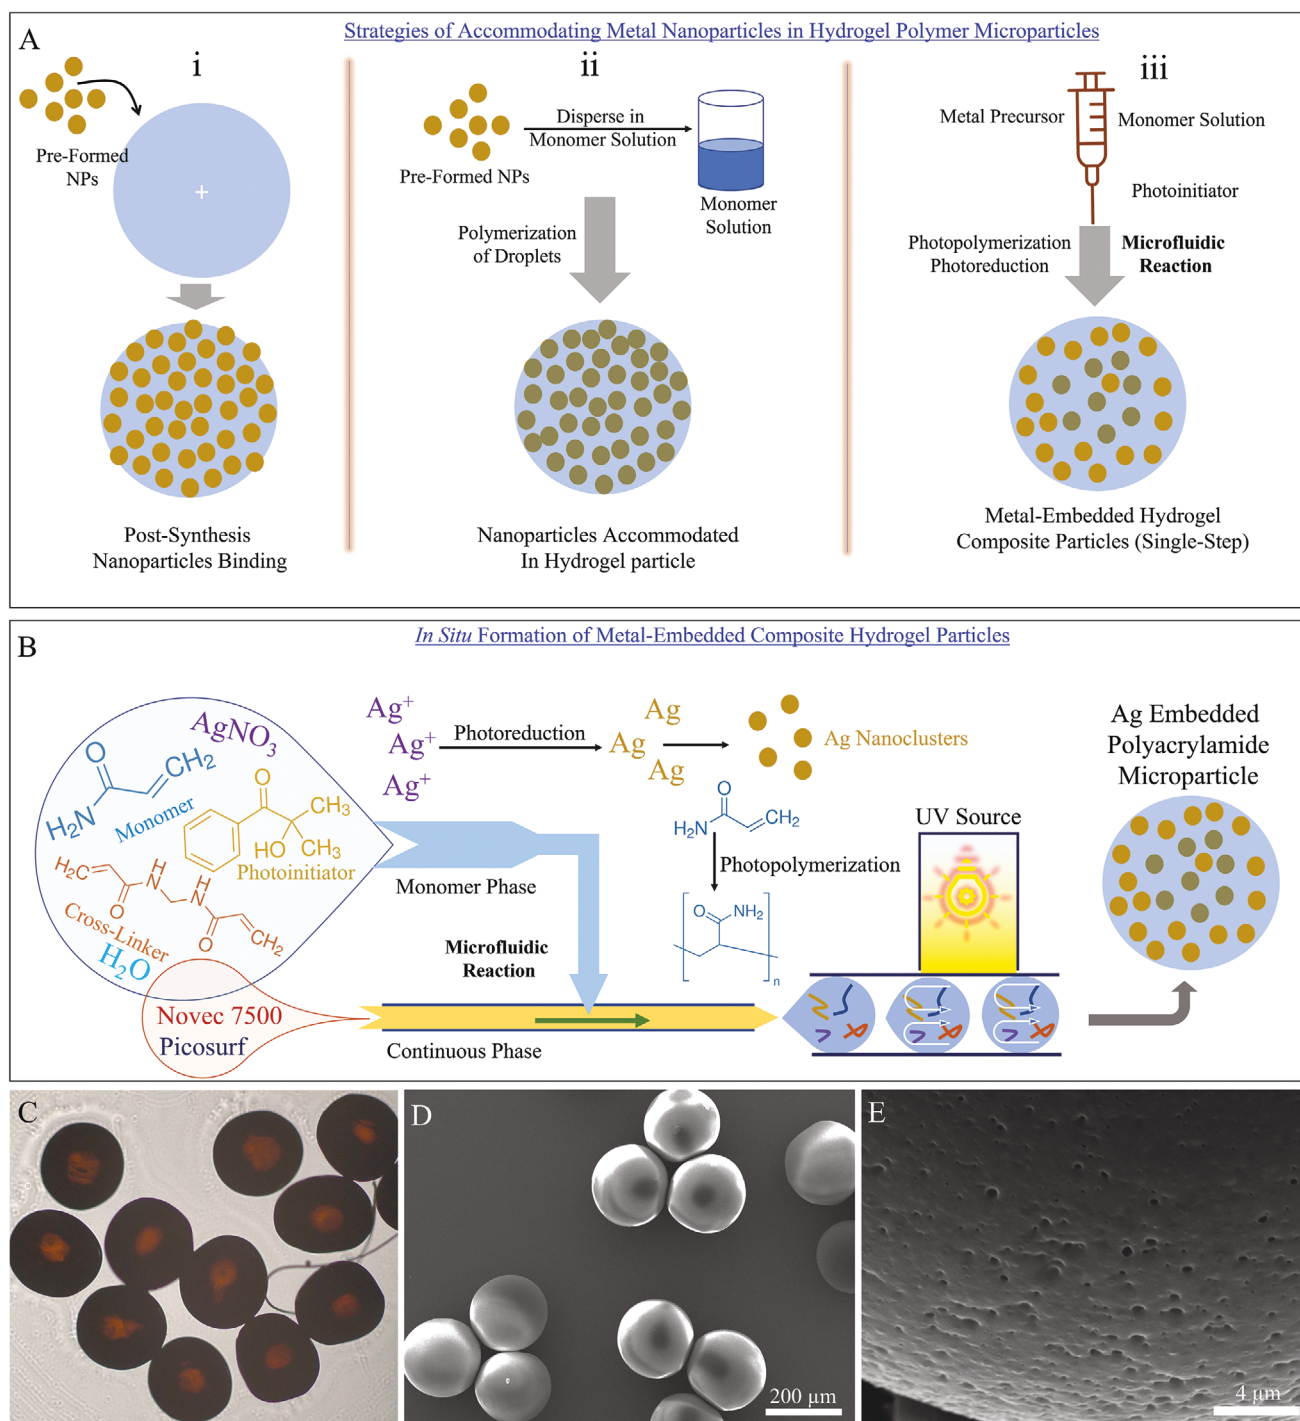 A
Strategies of Accommodating Metal Nanoparticles in Hydrogel Polymer Microparticles
i
Pre-Formed
NPs
+
Post-Synthesis
Nanoparticles Binding
ii
Disperse in
Monomer Solution
Pre-Formed NPs
Monomer
Solution
Polymerization
of Droplets
Nanoparticles Accommodated
In Hydrogel particle
iii
Metal Precursor
Monomer Solution
Photoinitiator
Photopolymerization
Photoreduction
Microfluidic
Reaction
Metal-Embedded Hydrogel
Composite Particles (Single-Step)
B
In Situ Formation of Metal-Embedded Composite Hydrogel Particles
AgNO3
O
CH2
H2N
Monomer
O
CH3
HO
CH3
Photoinitiator
H2C
H
N
H
N
O
O
CH2
Cross-Linker
H2O
Novec 7500
Picosurf
Ag+
Ag+
Ag+
Photoreduction
Ag
Ag
Ag
Ag Nanoclusters
O
H2N
CH2
Photopolymerization
O
NH2
n
Monomer Phase
Microfluidic
Reaction
Continuous Phase
UV Source
Ag Embedded
Polyacrylamide
Microparticle
C
D
200 µm
E
4 µm